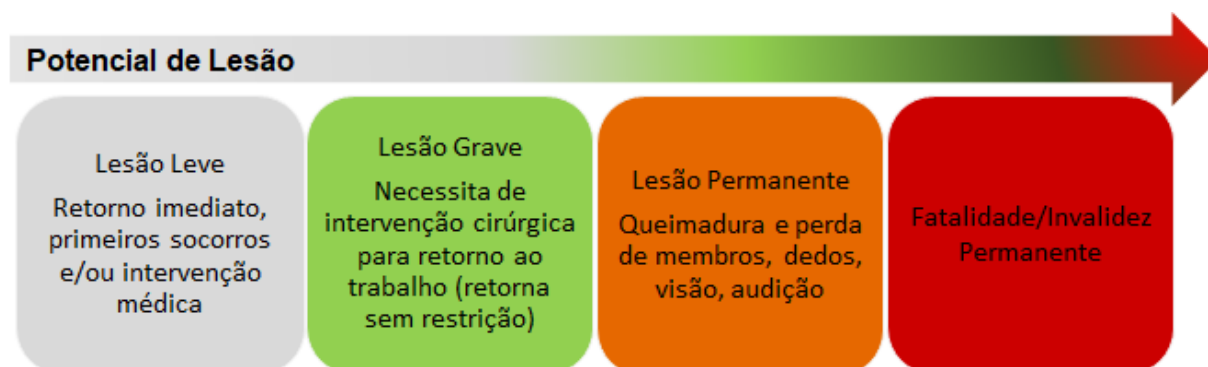 Potencial de Lesão
Lesão Leve
Retorno imediato,
primeiros socorros
e/ou intervenção
médica
Lesão Grave
Necessita de
intervenção cirúrgica
para retorno ao
trabalho (retorna
sem restrição)
Lesão Permanente
Queimadura e perda
de membros, dedos,
visão, audição
Fatalidade/Invalidez
Permanente